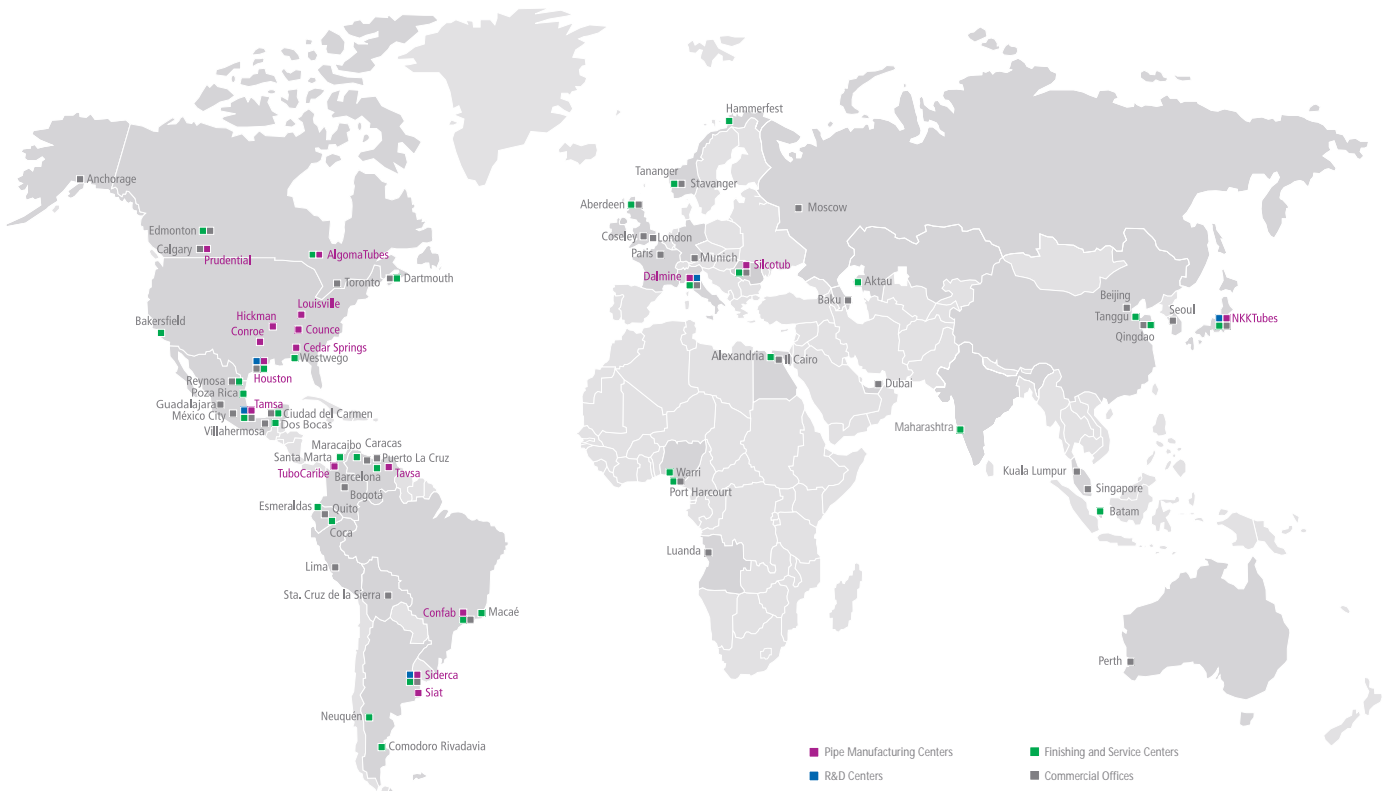 Hammerfest
Tananger
Stavanger
Anchorage
Aberdeen
Moscow
Edmonton
Coseley
London
Calgary
Prudential
AlgomaTubes
Paris
Munich
Silcotub
Dalmine
Toronto
Dartmouth
Aktau
Baku
Louisville
Hickman
Conroe
Counce
Bakersfield
Cedar Springs
Westwego
Houston
Beijing
Tanggu
Seoul
NKKTubes
Qingdao
Alexandria
Il Cairo
Dubai
Reynosa
Poza Rica
Guadalajara
Tamsa
México City
Ciudad del Carmen
Dos Bocas
Villahermosa
Maharashtra
Maracaibo
Caracas
Santa Marta
Puerto La Cruz
TuboCaribe
Barcelona
Tavsa
Bogotá
Warri
Port Harcourt
Kuala Lumpur
Singapore
Esmeraldas
Quito
Coca
Batam
Luanda
Lima
Sta. Cruz de la Sierra
Confab
Macaé
Perth
Siderca
Siat
Neuquén
Comodoro Rivadavia
Pipe Manufacturing Centers
Finishing and Service Centers
R&D Centers
Commercial Offices